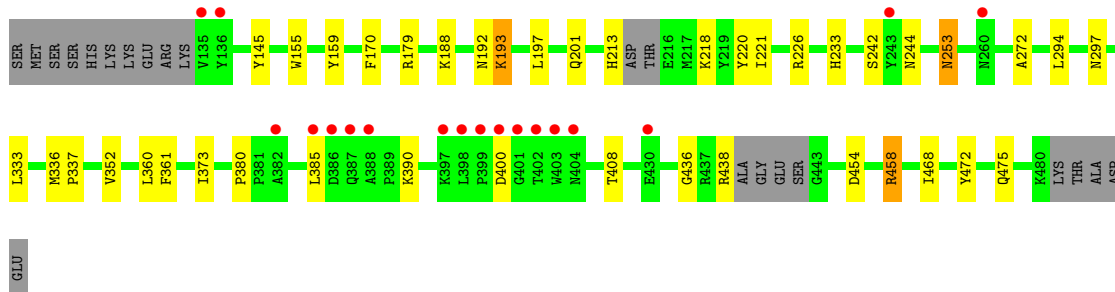 SER MET SER SER HIS LYS LYS GLU ARG LYS V135 Y136 Y145 W155 Y159 F170 R179 K188 N192 K193 L197 Q201 H213 ASP THR E216 M217 K218 Y219 Y220 I221 R226 H233 S242 Y243 N244 N253 N260 A272 L294 N297
L333 M336 P337 V352 L360 F361 I373 P380 P381 A382 L385 D386 Q387 A388 P389 K390 K397 L398 P399 D400 G401 T402 W403 N404 T408 E430 G436 R437 R438 ALA GLY GLU SER G443 D454 R458 I468 Y472 Q475 K480 LYS THR ALA ASP
GLU